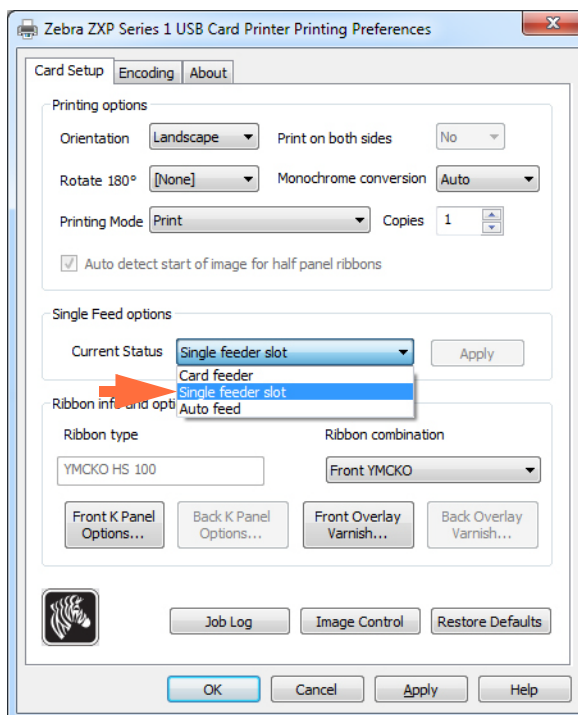 Zebra ZXP Series 1 USB Card Printer Printing Preferences
Card Setup Encoding About
Printing options
Orientation Landscape Print on both sides No
Rotate 180° [None] Monochrome conversion Auto
Printing Mode Print Copies 1
Auto detect start of image for half panel ribbons
Single Feed options
Current Status Single feeder slot Apply
Card feeder
Single feeder slot
Auto feed
Ribbon info and opti
Ribbon type Ribbon combination
YMCKO HS 100 Front YMCKO
Front K Panel Back K Panel Front Overlay Back Overlay
Options... Options... Varnish... Varnish...
Job Log Image Control Restore Defaults
OK Cancel Apply Help